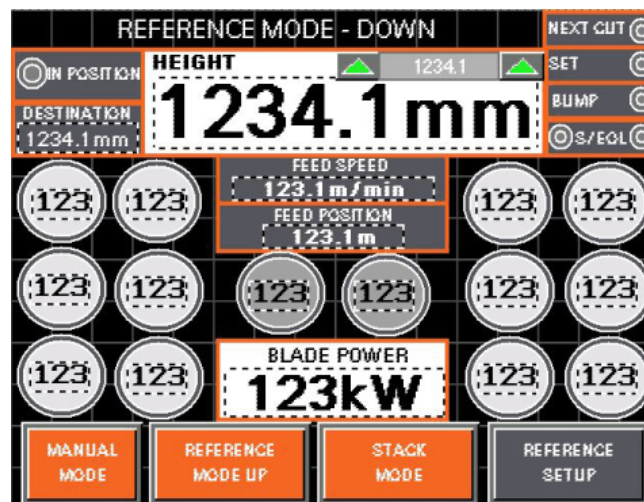 REFERENCE MODE - DOWN
NEXT CUT
IN POSITION
HEIGHT
1234.1
SET
1234.1mm
BUMP
DESTINATION
1234.1mm
S/EQL
FEED SPEED
123.1m/min
FEED POSITION
123.1m
123 123 123 123
123 123 123 123 123 123
123 123 123 123
BLADE POWER
123kW
MANUAL
MODE
REFERENCE
MODE UP
STACK
MODE
REFERENCE
SETUP